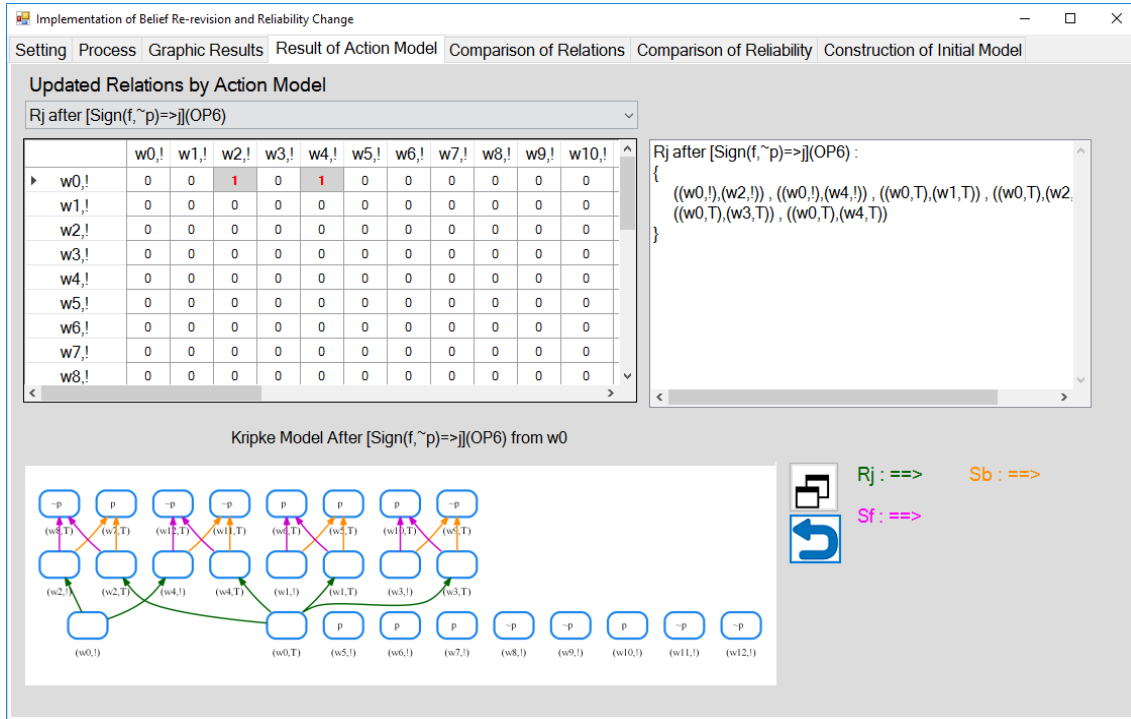 Implementation of Belief Re-revision and Reliability Change
Setting Process Graphic Results Result of Action Model Comparison of Relations Comparison of Reliability Construction of Initial Model
Updated Relations by Action Model
Rj after [Sign(f,~p)=>j](OP6)
w0,! w1,! w2,! w3,! w4,! w5,! w6,! w7,! w8,! w9,! w10,!
w0,! 0 0 1 0 1 0 0 0 0 0 0
w1,! 0 0 0 0 0 0 0 0 0 0 0
w2,! 0 0 0 0 0 0 0 0 0 0 0
w3,! 0 0 0 0 0 0 0 0 0 0 0
w4,! 0 0 0 0 0 0 0 0 0 0 0
w5,! 0 0 0 0 0 0 0 0 0 0 0
w6,! 0 0 0 0 0 0 0 0 0 0 0
w7,! 0 0 0 0 0 0 0 0 0 0 0
w8,! 0 0 0 0 0 0 0 0 0 0 0
Rj after [Sign(f,~p)=>j](OP6) :
{
((w0,!),(w2,!)) , ((w0,!),(w4,!)) , ((w0,T),(w1,T)) , ((w0,T),(w2,
((w0,T),(w3,T)) , ((w0,T),(w4,T))
}
Kripke Model After [Sign(f,~p)=>j](OP6) from w0
~p p ~p ~p p p p ~p
(w8,T) (w7,T) (w12,T) (w11,T) (w6,T) (w5,T) (w10,T) (w9,T)
(w2,!) (w2,T) (w4,!) (w4,T) (w1,!) (w1,T) (w3,!) (w3,T)
p p p ~p ~p p ~p ~p
(w0,!) (w0,T) (w5,!) (w6,!) (w7,!) (w8,!) (w9,!) (w10,!) (w11,!) (w12,!)
Rj : ==> Sb : ==>
Sf : ==>